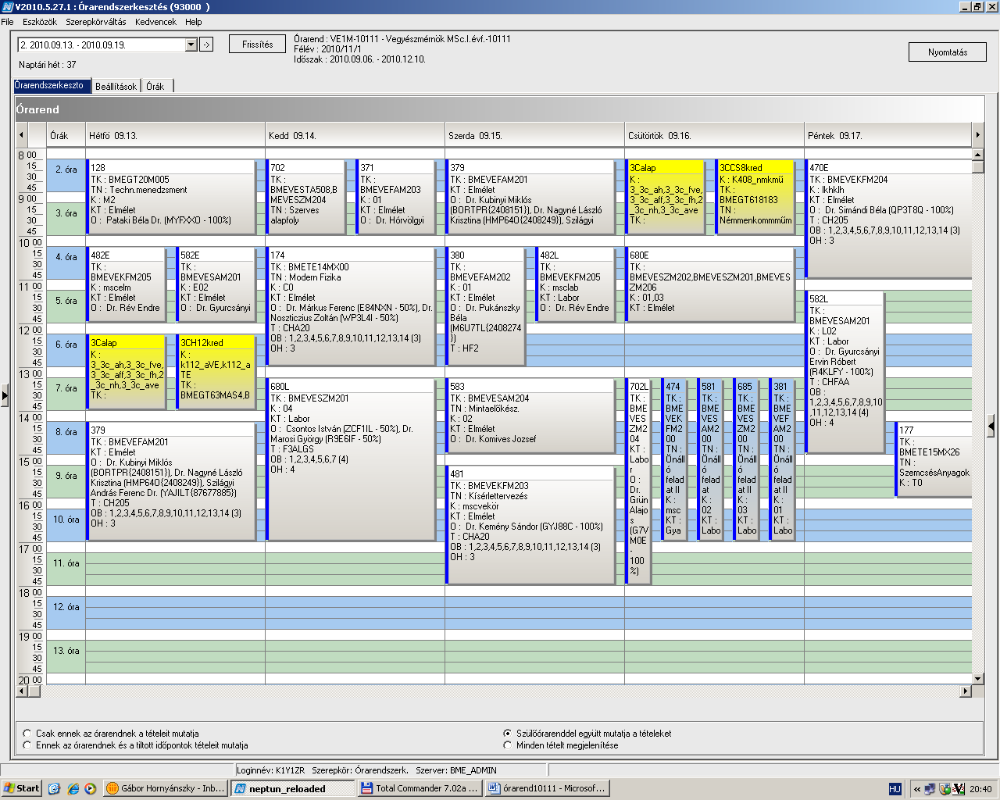 V2010.5.27.1 : Órarendszerkesztés (93000 )
File Eszközök Szerepkörváltás Kedvencek Help
2. 2010.09.13. - 2010.09.19.
->
Frissítés
Órarend : VE1M-10111 - Vegyészmérnök MSc.I.évf.-10111
Félév : 2010/11/1
Időszak : 2010.09.06. - 2010.12.10.
Nyomtatás
Naptári hét : 37
Órarendszerkeszto Beállítások Órák
Órarend
Órák Hétfő 09.13. Kedd 09.14. Szerda 09.15. Csütörtök 09.16. Péntek 09.17.
8 00
15
30
45
9 00
15
30
45
10 00
15
30
45
11 00
15
30
45
12 00
15
30
45
13 00
15
30
45
14 00
15
30
45
15 00
15
30
45
16 00
15
30
45
17 00
15
30
45
18 00
15
30
45
19 00
15
30
45
20 00
2. óra
3. óra
4. óra
5. óra
6. óra
7. óra
8. óra
9. óra
10. óra
11. óra
12. óra
13. óra
128
TK : BMEGT20M005
TN : Techn.menedzsment
K : M2
KT : Elmélet
O : Pataki Béla Dr. (MYFXXO - 100%)
482E
TK :
BMEVEKFM205
K : mscelm
KT : Elmélet
O : Dr. Rév Endre
582E
TK :
BMEVESAM201
K : E02
KT : Elmélet
O : Dr. Gyurcsányi
3Calap
K :
3_3c_ah,3_3c_fve,
3_3c_aff,3_3c_fh,2
_3c_nh,3_3c_ave
TK :
3CH12kred
K :
k112_aVE,k112_a
TE
TK :
BMEGT63MAS4,B
379
TK : BMEVEFAM201
KT : Elmélet
O : Dr. Kubinyi Miklós
(BORTPR{2408151}), Dr. Nagyné László
Krisztina (HMP64O{2408249}), Szilágyi
András Ferenc Dr. (YAJILT{87677885})
T : CH205
OB : 1,2,3,4,5,6,7,8,9,10,11,12,13,14 (3)
OH : 3
702
TK :
BMEVESTA508,B
MEVESZM204
TN : Szerves
alapfoly
371
TK :
BMEVEFAM203
K : 01
KT : Elmélet
O : Dr. Hórvölgyi
174
TK : BMETE14MX00
TN : Modern Fizika
K : C0
KT : Elmélet
O : Dr. Márkus Ferenc (E84NXN - 50%), Dr.
Noszticzius Zoltán (WP3L4I - 50%)
T : CHA20
OB : 1,2,3,4,5,6,7,8,9,10,11,12,13,14 (3)
OH : 3
680L
TK : BMEVESZM201
K : 04
KT : Labor
O : Csontos István (ZCF1IL - 50%), Dr.
Marosi György (R9E6IF - 50%)
T : F3ALGS
OB : 1,2,3,4,5,6,7 (4)
OH : 4
379
TK : BMEVEFAM201
KT : Elmélet
O : Dr. Kubinyi Miklós
(BORTPR{2408151}), Dr. Nagyné László
Krisztina (HMP64O{2408249}), Szilágyi
380
TK :
BMEVEFAM202
K : 01
KT : Elmélet
O : Dr. Pukánszky
Béla
(M6U7TL{2408274
})
T : HF2
482L
TK :
BMEVEKFM205
K : msclab
KT : Labor
O : Dr. Rév Endre
583
TK : BMEVESAM204
TN : Mintaelőkész.
K : 02
KT : Elmélet
O : Dr. Komives Jozsef
481
TK : BMEVEKFM203
TN : Kísérlettervezés
K : mscvekör
KT : Elmélet
O : Dr. Kemény Sándor (GYJ88C - 100%)
T : CHA20
OB : 1,2,3,4,5,6,7,8,9,10,11,12,13,14 (3)
OH : 3
3Calap
K :
3_3c_ah,3_3c_fve,
3_3c_aff,3_3c_fh,2
_3c_nh,3_3c_ave
TK :
3CCS8kred
K : K408_nmkmű
TK :
BMEGT618183
TN :
Némmenkommmüm
680E
TK :
BMEVESZM202,BMEVESZM201,BMEVES
ZM206
K : 01,03
KT : Elmélet
702L
TK :
BME
VES
ZM2
04
KT :
Labo
r
O :
Dr.
Grün
Alajo
s
(G7V
M0E
-
100
%)
474
TK :
BME
VEK
FM2
00
TN :
Önáll
ó
felad
at II
K :
msc
KT :
Gya
581
TK :
BME
VES
AM2
00
TN :
Önáll
ó
felad
at II
K :
02
KT :
Labo
685
TK :
BME
VES
ZM2
00
TN :
Önáll
ó
felad
at II
K :
03
KT :
Labo
381
TK :
BME
VEF
AM2
00
TN :
Önáll
ó
felad
at II
K :
01
KT :
Labo
470E
TK : BMEVEKFM204
K : lkhklh
KT : Elmélet
O : Dr. Simándi Béla (QP3T8Q - 100%)
T : CH205
OB : 1,2,3,4,5,6,7,8,9,10,11,12,13,14 (3)
OH : 3
582L
TK :
BMEVESAM201
K : L02
KT : Labor
O : Dr. Gyurcsányi
Ervin Róbert
(R4KLFY - 100%)
T : CHFAA
OB :
1,2,3,4,5,6,7,8,9,10
,11,12,13,14 (4)
OH : 4
177
TK :
BMETE15MX26
TN :
SzemcsésAnyagok
K : T0
Csak ennek az órarendnek a tételeit mutatja
Szülőórarenddel együtt mutatja a tételeket
Ennek az órarendnek és a tiltott időpontok tételeit mutatja
Minden tételt megjelenítése
Loginnév: K1Y1ZR Szerepkör: Órarendszerk. Szerver: BME_ADMIN
Start
Gábor Hornyánszky - Inb...
neptun_reloaded
Total Commander 7.02a ...
órarend10111 - Microsof...
HU
«
20:40